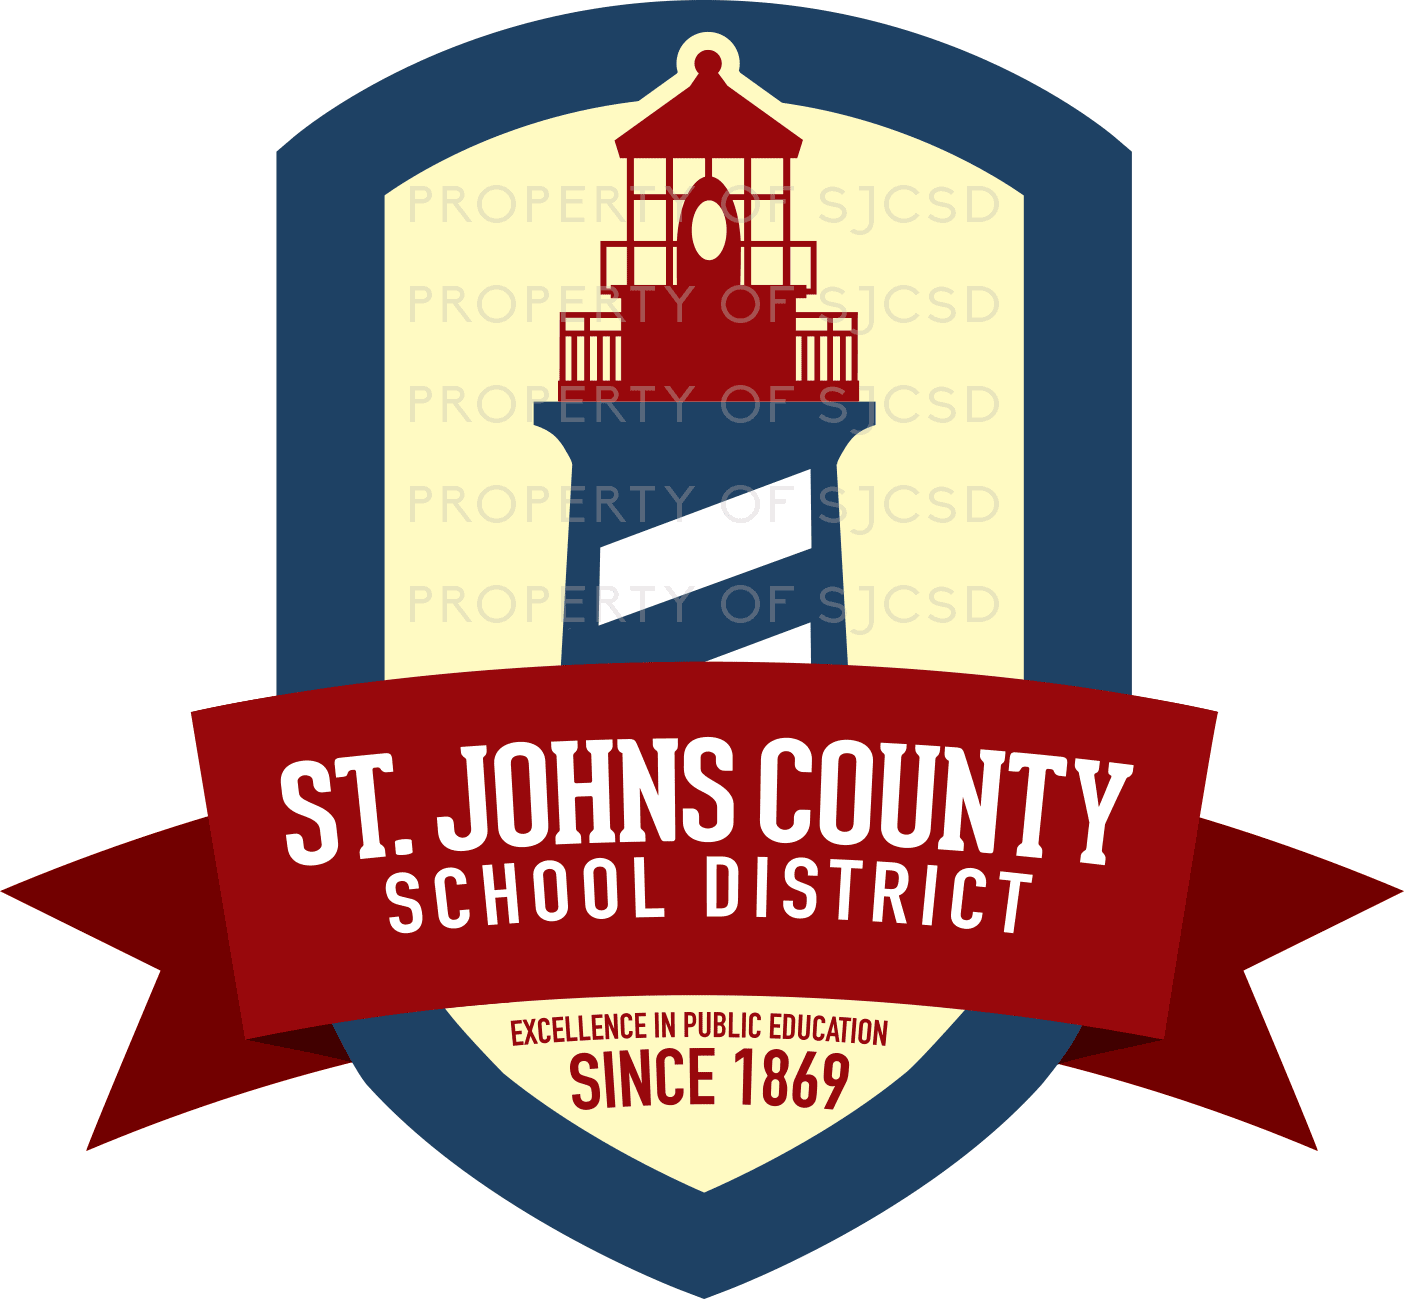 PROPERTY OF SJCSD
PROPERTY OF SJCSD
PROPERTY OF SJCSD
PROPERTY OF SJCSD
PROPERTY OF SJCSD
ST. JOHNS COUNTY
SCHOOL DISTRICT
EXCELLENCE IN PUBLIC EDUCATION
SINCE 1869